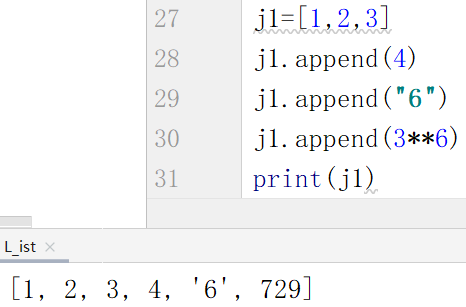 27 j1=[1,2,3]
28 j1.append(4)
29 j1.append("6")
30 j1.append(3**6)
31 print(j1)
L_ist ×
[1, 2, 3, 4, '6', 729]